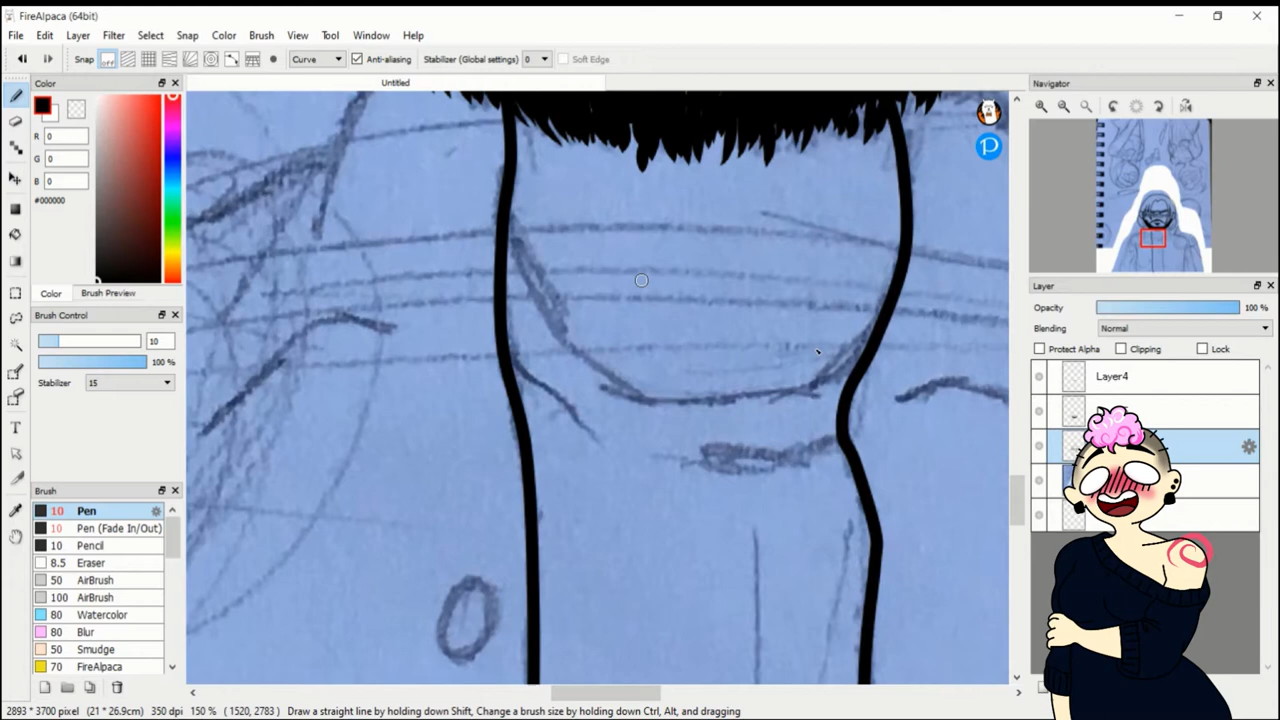 FireAlpaca (64bit)
File Edit Layer Filter Select Snap Color Brush View Tool Window Help
Snap off Curve Anti-aliasing Stabilizer (Global settings) 0 Soft Edge
Color
Untitled
Navigator
R 0
G 0
B 0
#000000
Color Brush Preview
Brush Control
10
100 %
Stabilizer 15
Brush
10 Pen
10 Pen (Fade In/Out)
10 Pencil
8.5 Eraser
50 AirBrush
100 AirBrush
80 Watercolor
80 Blur
50 Smudge
70 FireAlpaca
P
Layer
Opacity 100 %
Blending Normal
Protect Alpha Clipping Lock
Layer4
2893 * 3700 pixel (21 * 26.9cm) 350 dpi 150 % ( 1520, 2783 ) Draw a straight line by holding down Shift, Change a brush size by holding down Ctrl, Alt, and dragging